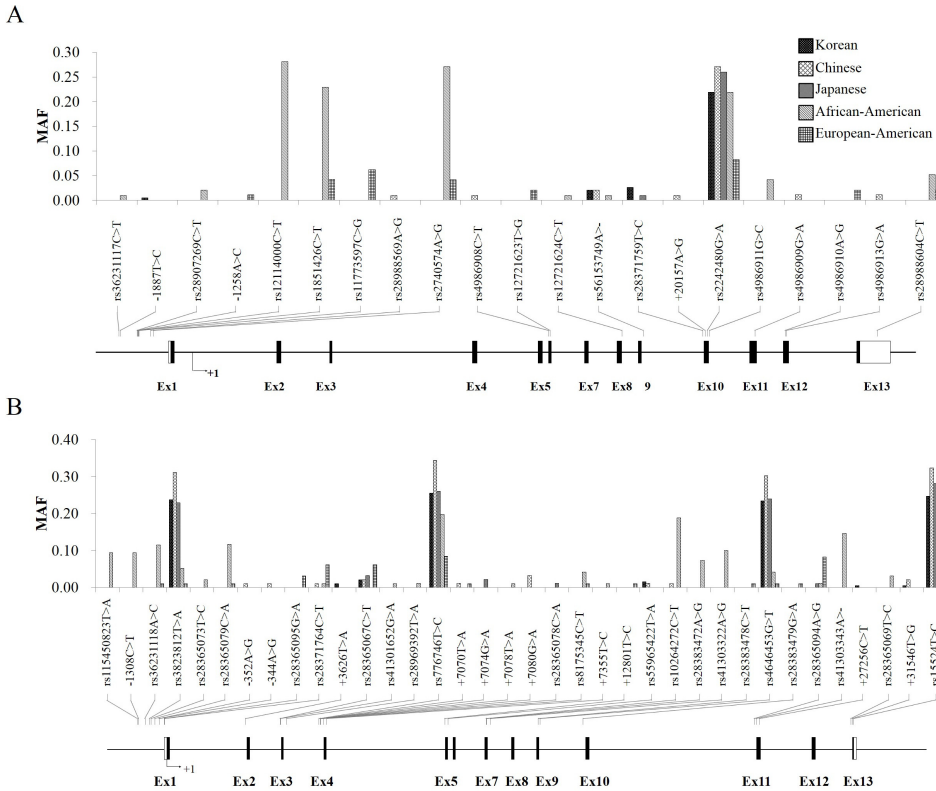 A
Korean
Chinese
Japanese
African-American
European-American
MAF
0.30
0.25
0.20
0.15
0.10
0.05
0.00
rs36231117C>T
-1887T>C
rs28907269C>T
-1258A>C
rs12114000C>T
rs1851426C>T
rs11773597C>G
rs28988569A>G
rs2740574A>G
rs4986908C>T
rs12721623T>G
rs12721624C>T
rs56153749A>-
rs28371759T>C
+20157A>G
rs2242480G>A
rs4986911G>C
rs4986909G>A
rs4986910A>G
rs4986913G>A
rs28988604C>T
+1
Ex1
Ex2
Ex3
Ex4
Ex5
Ex7
Ex8
9
Ex10
Ex11
Ex12
Ex13
B
MAF
0.40
0.30
0.20
0.10
0.00
rs115450823T>A
-1308C>T
rs36231118A>C
rs3823812T>A
rs28365073T>C
rs28365079C>A
-352A>G
-344A>G
rs28365095G>A
rs28371764C>T
+3626T>A
rs28365067C>T
rs41301652G>A
rs28969392T>A
rs776746T>C
+7070T>A
+7074G>A
+7078T>A
+7080G>A
rs28365078C>A
rs8175345C>T
+7355T>C
+12801T>C
rs55965422T>A
rs10264272C>T
rs28383472A>G
rs41303322A>G
rs28383478C>T
rs4646453G>T
rs28383479G>A
rs28365094A>G
rs41303343A>-
+27256C>T
rs28365069T>C
+31546T>G
rs15524T>C
+1
Ex1
Ex2
Ex3
Ex4
Ex5
Ex7
Ex8
Ex9
Ex10
Ex11
Ex12
Ex13